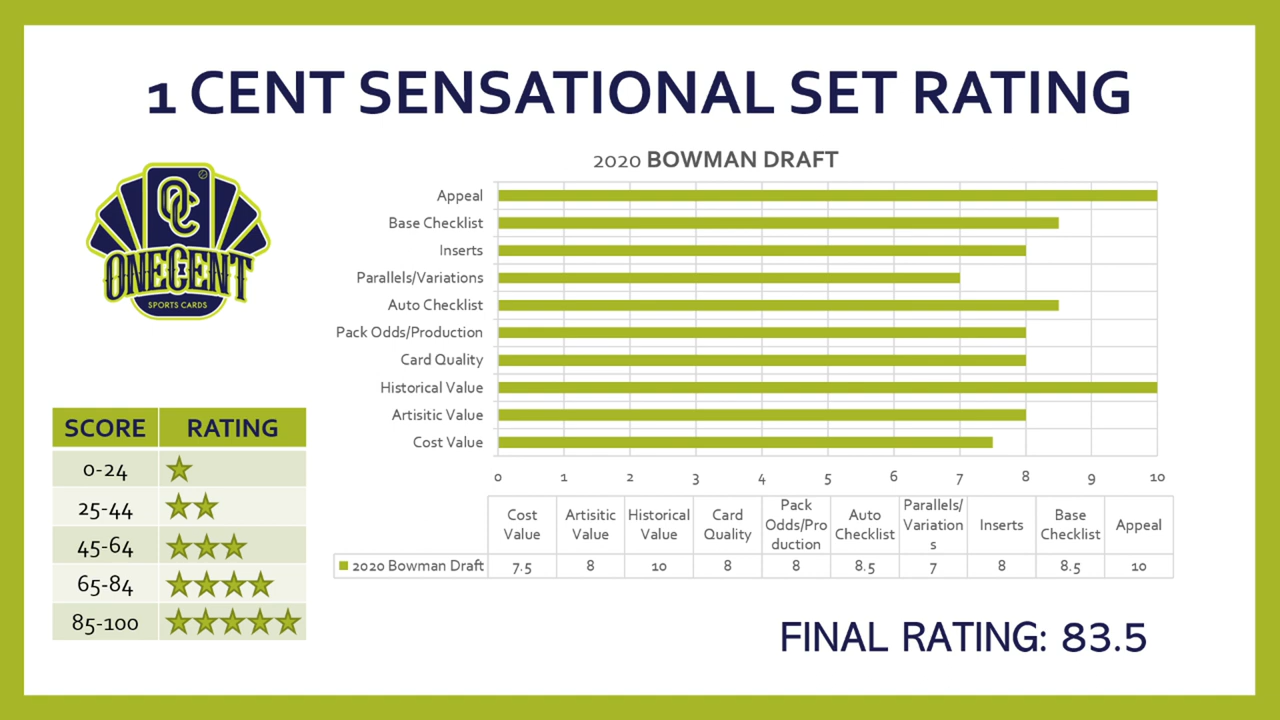 1 CENT SENSATIONAL SET RATING
OC
ONECENT
SPORTS CARDS
2020 BOWMAN DRAFT
Appeal
Base Checklist
Inserts
Parallels/Variations
Auto Checklist
Pack Odds/Production
Card Quality
Historical Value
Artisitic Value
Cost Value
0 1 2 3 4 5 6 7 8 9 10
Cost Value
Artisitic Value
Historical Value
Card Quality
Pack Odds/Pro duction
Auto Checklist
Parallels/ Variation s
Inserts
Base Checklist
Appeal
2020 Bowman Draft 7.5 8 10 8 8 8.5 7 8 8.5 10
SCORE RATING
0-24
25-44
45-64
65-84
85-100
FINAL RATING: 83.5